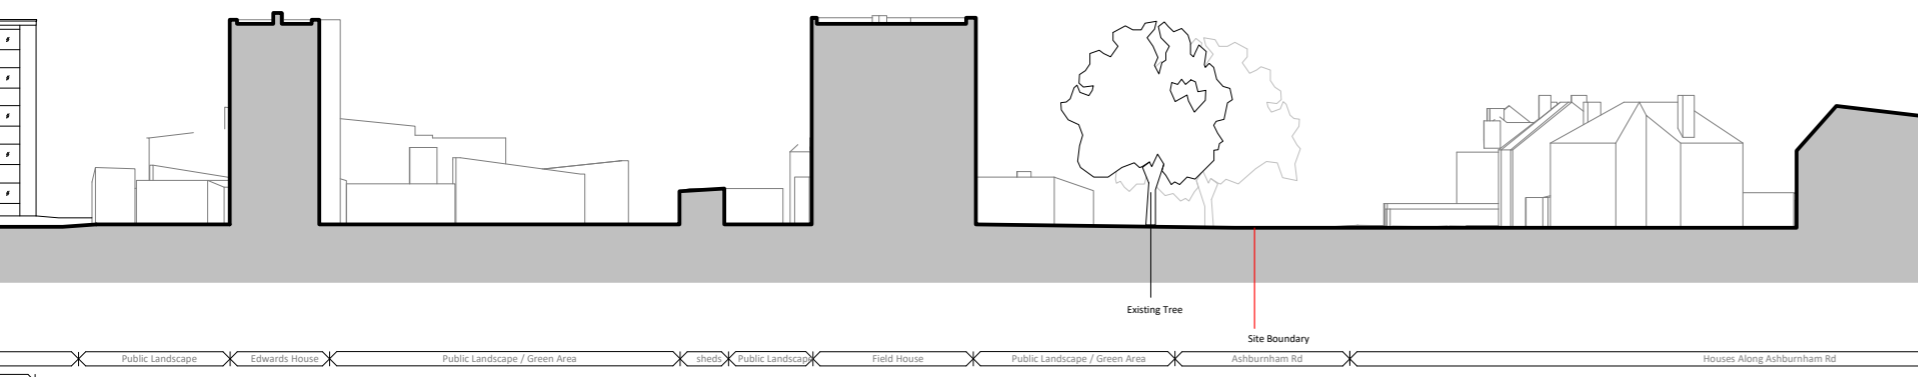 Existing Tree
Site Boundary
Public Landscape
Edwards House
Public Landscape / Green Area
sheds
Public Landscape
Field House
Public Landscape / Green Area
Ashburnham Rd
Houses Along Ashburnham Rd